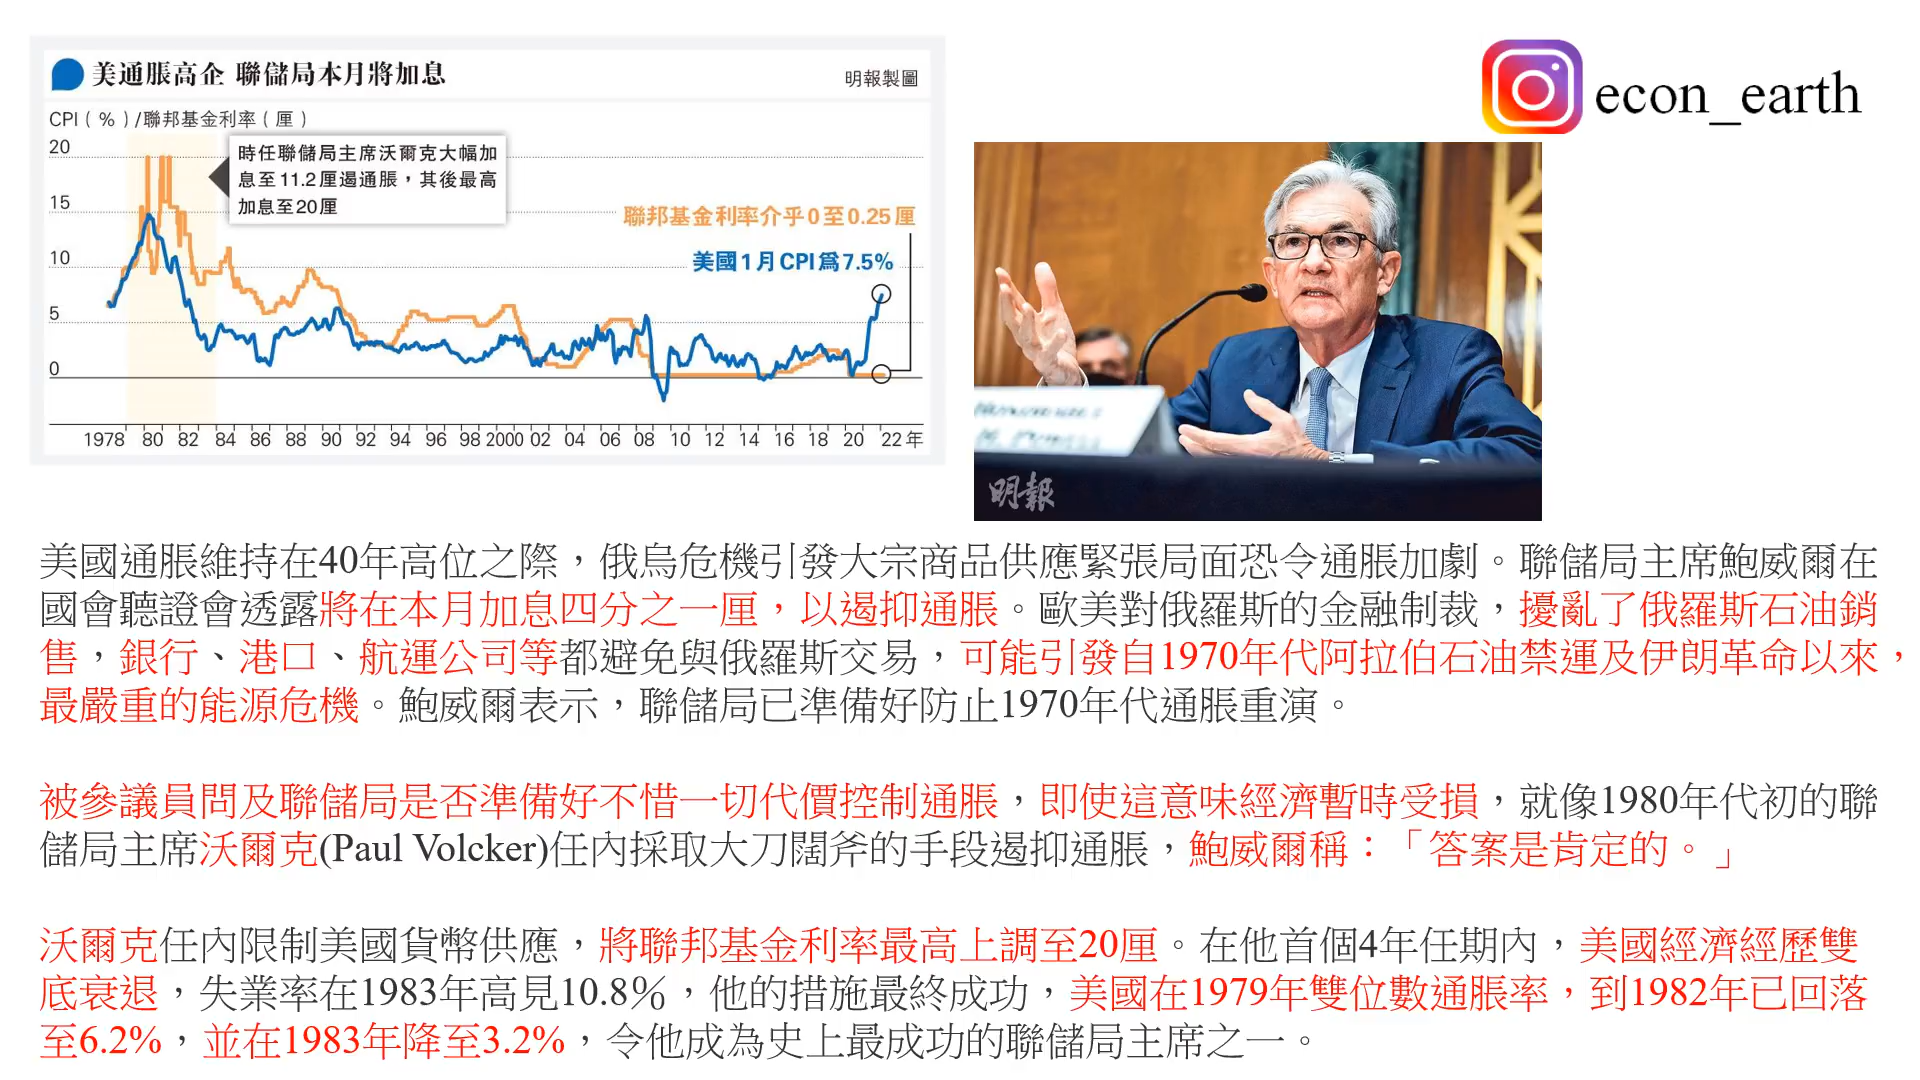 美通脹高企 聯儲局本月將加息
明報製圖
CPI（%）/聯邦基金利率（厘）
20
15
10
5
0
時任聯儲局主席沃爾克大幅加
息至11.2厘遏通脹，其後最高
加息至20厘
聯邦基金利率介乎0至0.25厘
美國1月CPI為7.5%
1978 80 82 84 86 88 90 92 94 96 98 2000 02 04 06 08 10 12 14 16 18 20 22年
econ_earth
明報
美國通脹維持在40年高位之際，俄烏危機引發大宗商品供應緊張局面恐令通脹加劇。聯儲局主席鮑威爾在
國會聽證會透露將在本月加息四分之一厘，以遏抑通脹。歐美對俄羅斯的金融制裁，擾亂了俄羅斯石油銷
售，銀行、港口、航運公司等都避免與俄羅斯交易，可能引發自1970年代阿拉伯石油禁運及伊朗革命以來，
最嚴重的能源危機。鮑威爾表示，聯儲局已準備好防止1970年代通脹重演。
被參議員問及聯儲局是否準備好不惜一切代價控制通脹，即使這意味經濟暫時受損，就像1980年代初的聯
儲局主席沃爾克(Paul Volcker)任內採取大刀闊斧的手段遏抑通脹，鮑威爾稱：「答案是肯定的。」
沃爾克任內限制美國貨幣供應，將聯邦基金利率最高上調至20厘。在他首個4年任期內，美國經濟經歷雙
底衰退，失業率在1983年高見10.8％，他的措施最終成功，美國在1979年雙位數通脹率，到1982年已回落
至6.2%，並在1983年降至3.2%，令他成為史上最成功的聯儲局主席之一。